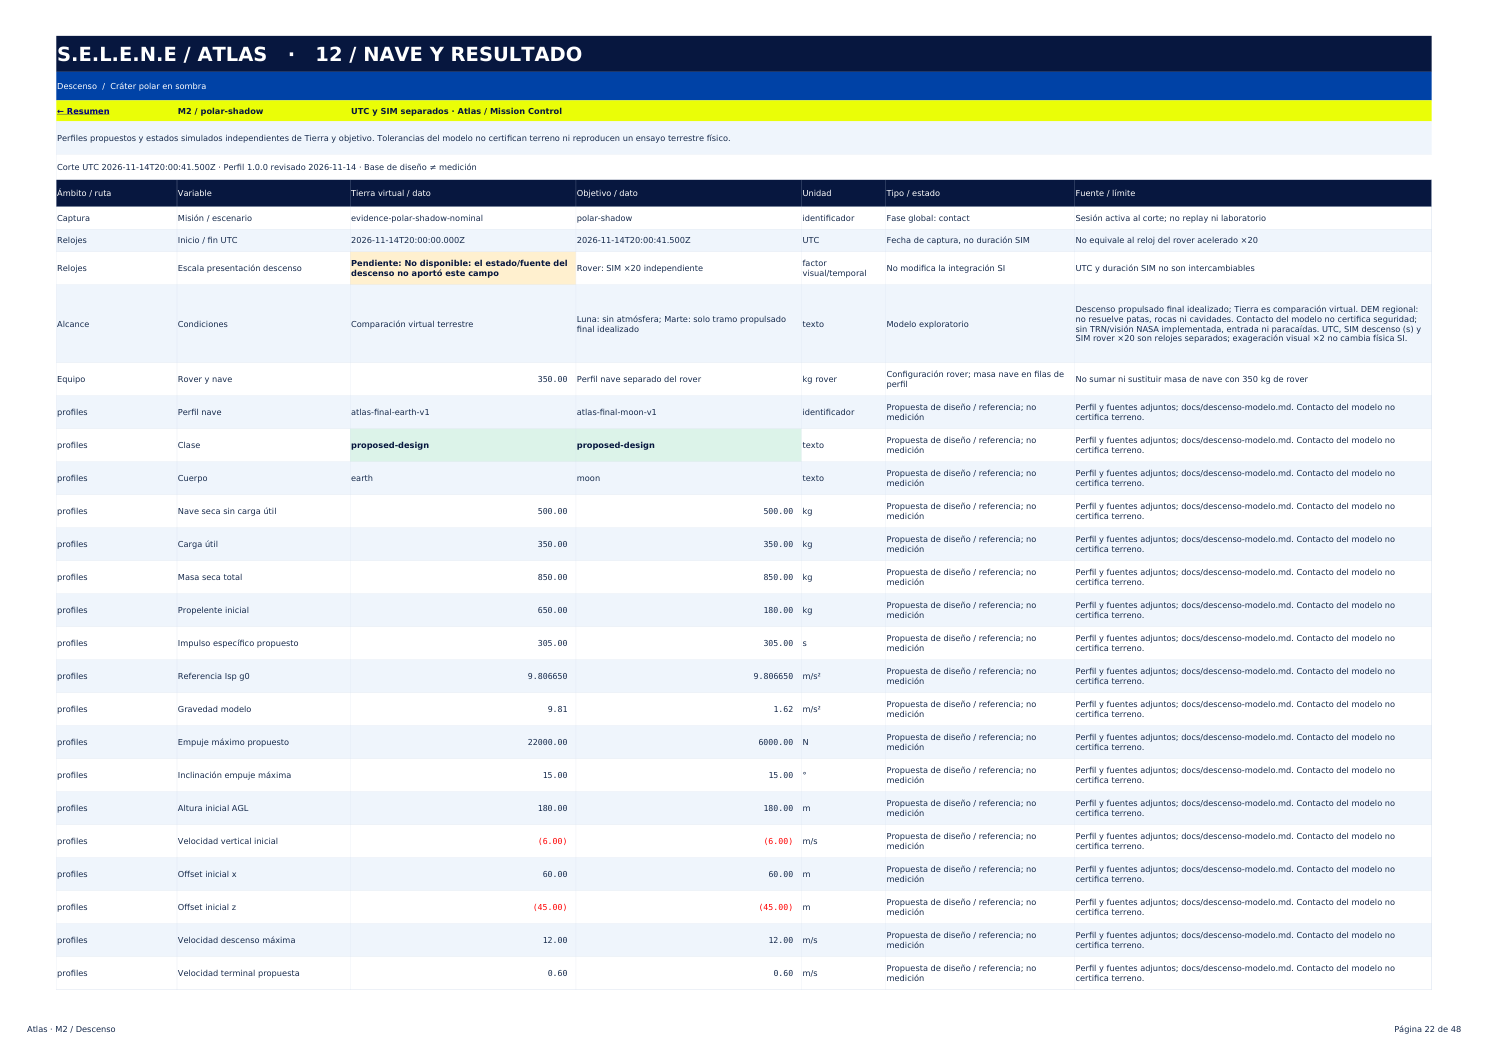 S.E.L.E.N.E / ATLAS · 12 / NAVE Y RESULTADO
Descenso / Cráter polar en sombra
← Resumen M2 / polar-shadow UTC y SIM separados · Atlas / Mission Control
Perfiles propuestos y estados simulados independientes de Tierra y objetivo. Tolerancias del modelo no certifican terreno ni reproducen un ensayo terrestre físico.
Corte UTC 2026-11-14T20:00:41.500Z · Perfil 1.0.0 revisado 2026-11-14 · Base de diseño ≠ medición
Ámbito / ruta Variable Tierra virtual / dato Objetivo / dato Unidad Tipo / estado Fuente / límite
Captura Misión / escenario evidence-polar-shadow-nominal polar-shadow identificador Fase global: contact Sesión activa al corte; no replay ni laboratorio
Relojes Inicio / fin UTC 2026-11-14T20:00:00.000Z 2026-11-14T20:00:41.500Z UTC Fecha de captura, no duración SIM No equivale al reloj del rover acelerado ×20
Relojes Escala presentación descenso Pendiente: No disponible: el estado/fuente del
descenso no aportó este campo Rover: SIM ×20 independiente factor
visual/temporal No modifica la integración SI UTC y duración SIM no son intercambiables
Alcance Condiciones Comparación virtual terrestre Luna: sin atmósfera; Marte: solo tramo propulsado
final idealizado texto Modelo exploratorio Descenso propulsado final idealizado; Tierra es comparación virtual. DEM regional:
no resuelve patas, rocas ni cavidades. Contacto del modelo no certifica seguridad;
sin TRN/visión NASA implementada, entrada ni paracaídas. UTC, SIM descenso (s) y
SIM rover ×20 son relojes separados; exageración visual ×2 no cambia física SI.
Equipo Rover y nave 350.00 Perfil nave separado del rover kg rover Configuración rover; masa nave en filas de
perfil No sumar ni sustituir masa de nave con 350 kg de rover
profiles Perfil nave atlas-final-earth-v1 atlas-final-moon-v1 identificador Propuesta de diseño / referencia; no
medición Perfil y fuentes adjuntos; docs/descenso-modelo.md. Contacto del modelo no
certifica terreno.
profiles Clase proposed-design proposed-design texto Propuesta de diseño / referencia; no
medición Perfil y fuentes adjuntos; docs/descenso-modelo.md. Contacto del modelo no
certifica terreno.
profiles Cuerpo earth moon texto Propuesta de diseño / referencia; no
medición Perfil y fuentes adjuntos; docs/descenso-modelo.md. Contacto del modelo no
certifica terreno.
profiles Nave seca sin carga útil 500.00 500.00 kg Propuesta de diseño / referencia; no
medición Perfil y fuentes adjuntos; docs/descenso-modelo.md. Contacto del modelo no
certifica terreno.
profiles Carga útil 350.00 350.00 kg Propuesta de diseño / referencia; no
medición Perfil y fuentes adjuntos; docs/descenso-modelo.md. Contacto del modelo no
certifica terreno.
profiles Masa seca total 850.00 850.00 kg Propuesta de diseño / referencia; no
medición Perfil y fuentes adjuntos; docs/descenso-modelo.md. Contacto del modelo no
certifica terreno.
profiles Propelente inicial 650.00 180.00 kg Propuesta de diseño / referencia; no
medición Perfil y fuentes adjuntos; docs/descenso-modelo.md. Contacto del modelo no
certifica terreno.
profiles Impulso específico propuesto 305.00 305.00 s Propuesta de diseño / referencia; no
medición Perfil y fuentes adjuntos; docs/descenso-modelo.md. Contacto del modelo no
certifica terreno.
profiles Referencia Isp g0 9.806650 9.806650 m/s² Propuesta de diseño / referencia; no
medición Perfil y fuentes adjuntos; docs/descenso-modelo.md. Contacto del modelo no
certifica terreno.
profiles Gravedad modelo 9.81 1.62 m/s² Propuesta de diseño / referencia; no
medición Perfil y fuentes adjuntos; docs/descenso-modelo.md. Contacto del modelo no
certifica terreno.
profiles Empuje máximo propuesto 22000.00 6000.00 N Propuesta de diseño / referencia; no
medición Perfil y fuentes adjuntos; docs/descenso-modelo.md. Contacto del modelo no
certifica terreno.
profiles Inclinación empuje máxima 15.00 15.00 ° Propuesta de diseño / referencia; no
medición Perfil y fuentes adjuntos; docs/descenso-modelo.md. Contacto del modelo no
certifica terreno.
profiles Altura inicial AGL 180.00 180.00 m Propuesta de diseño / referencia; no
medición Perfil y fuentes adjuntos; docs/descenso-modelo.md. Contacto del modelo no
certifica terreno.
profiles Velocidad vertical inicial (6.00) (6.00) m/s Propuesta de diseño / referencia; no
medición Perfil y fuentes adjuntos; docs/descenso-modelo.md. Contacto del modelo no
certifica terreno.
profiles Offset inicial x 60.00 60.00 m Propuesta de diseño / referencia; no
medición Perfil y fuentes adjuntos; docs/descenso-modelo.md. Contacto del modelo no
certifica terreno.
profiles Offset inicial z (45.00) (45.00) m Propuesta de diseño / referencia; no
medición Perfil y fuentes adjuntos; docs/descenso-modelo.md. Contacto del modelo no
certifica terreno.
profiles Velocidad descenso máxima 12.00 12.00 m/s Propuesta de diseño / referencia; no
medición Perfil y fuentes adjuntos; docs/descenso-modelo.md. Contacto del modelo no
certifica terreno.
profiles Velocidad terminal propuesta 0.60 0.60 m/s Propuesta de diseño / referencia; no
medición Perfil y fuentes adjuntos; docs/descenso-modelo.md. Contacto del modelo no
certifica terreno.
Atlas · M2 / Descenso Página 22 de 48